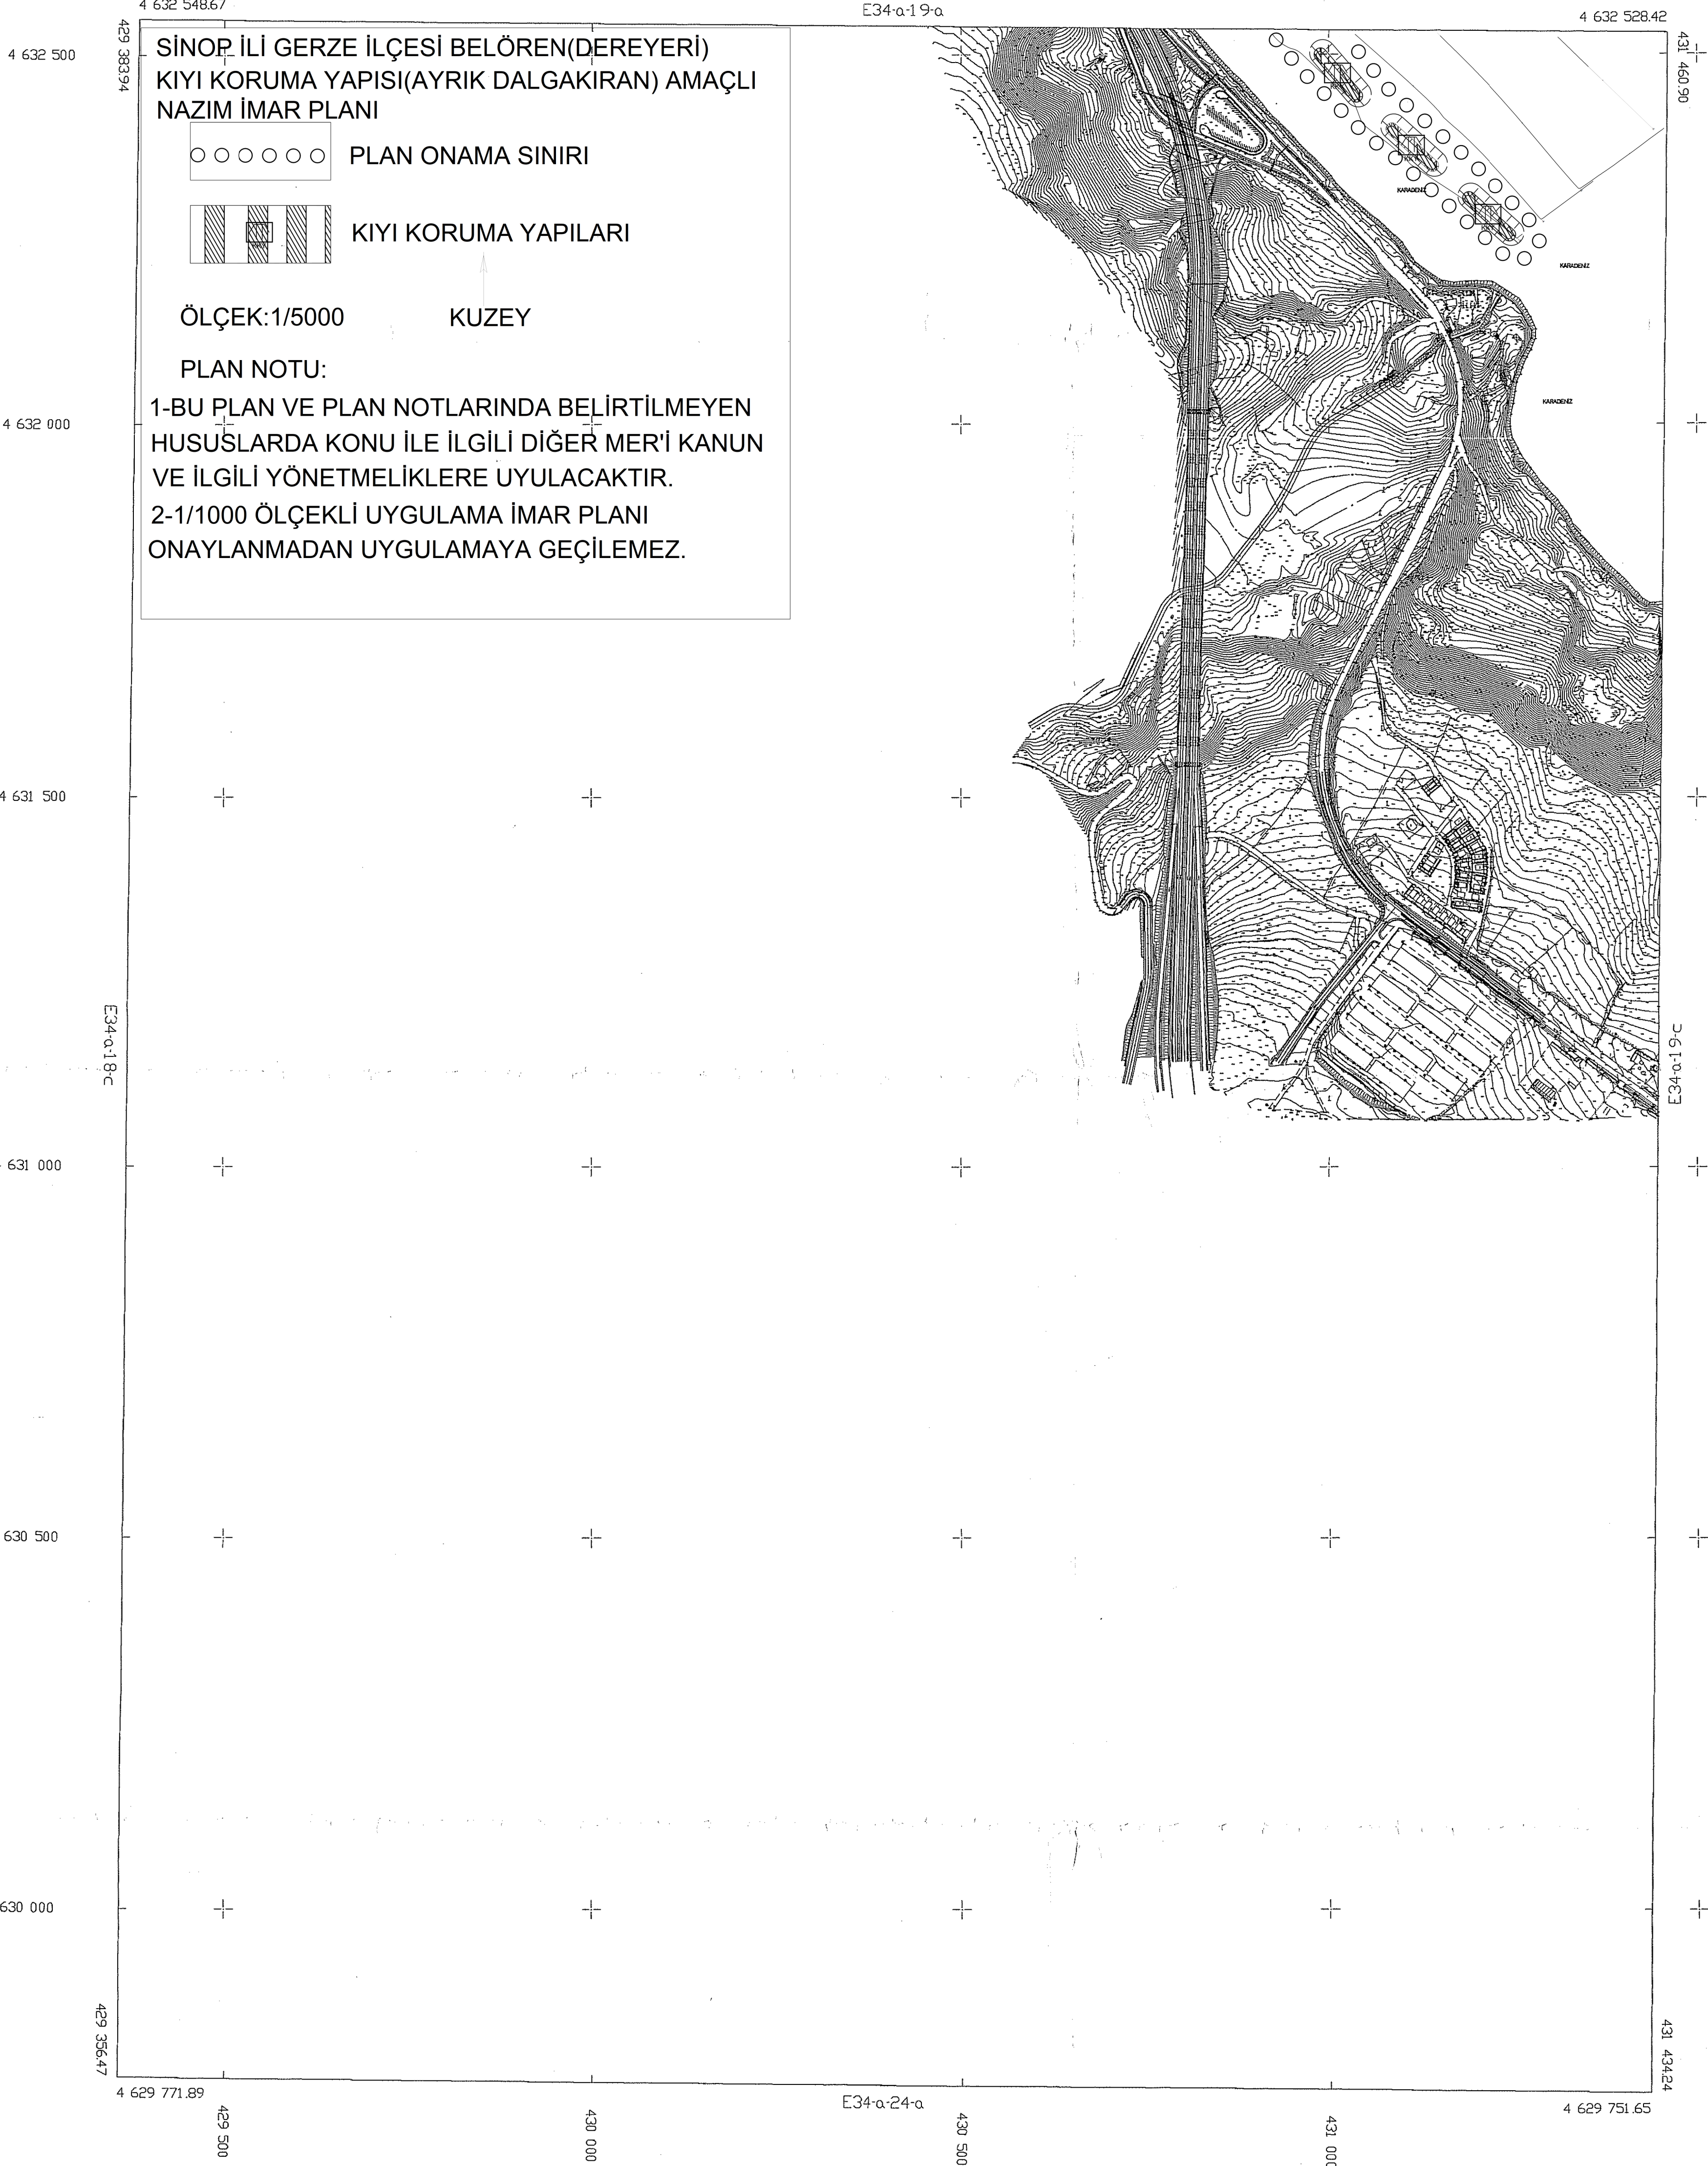 4 632 548.67
E34-a-19-a
4 632 528.42
4 632 500
429 383.94
431 460.90
SİNOP İLİ GERZE İLÇESİ BELÖREN(DEREYERİ)
KIYI KORUMA YAPISI(AYRIK DALGAKIRAN) AMAÇLI
NAZIM İMAR PLANI
PLAN ONAMA SINIRI
KIYI KORUMA YAPILARI
ÖLÇEK:1/5000
KUZEY
PLAN NOTU:
1-BU PLAN VE PLAN NOTLARINDA BELİRTİLMEYEN
HUSUSLARDA KONU İLE İLGİLİ DİĞER MER'İ KANUN
VE İLGİLİ YÖNETMELİKLERE UYULACAKTIR.
2-1/1000 ÖLÇEKLİ UYGULAMA İMAR PLANI
ONAYLANMADAN UYGULAMAYA GEÇİLEMEZ.
KARADENİZ
KARADENİZ
KARADENİZ
4 632 000
4 631 500
E34-a-18-c
E34-a-19-c
631 000
630 500
630 000
429 356.47
431 434.24
4 629 771.89
E34-a-24-a
4 629 751.65
429 500
430 000
430 500
431 000